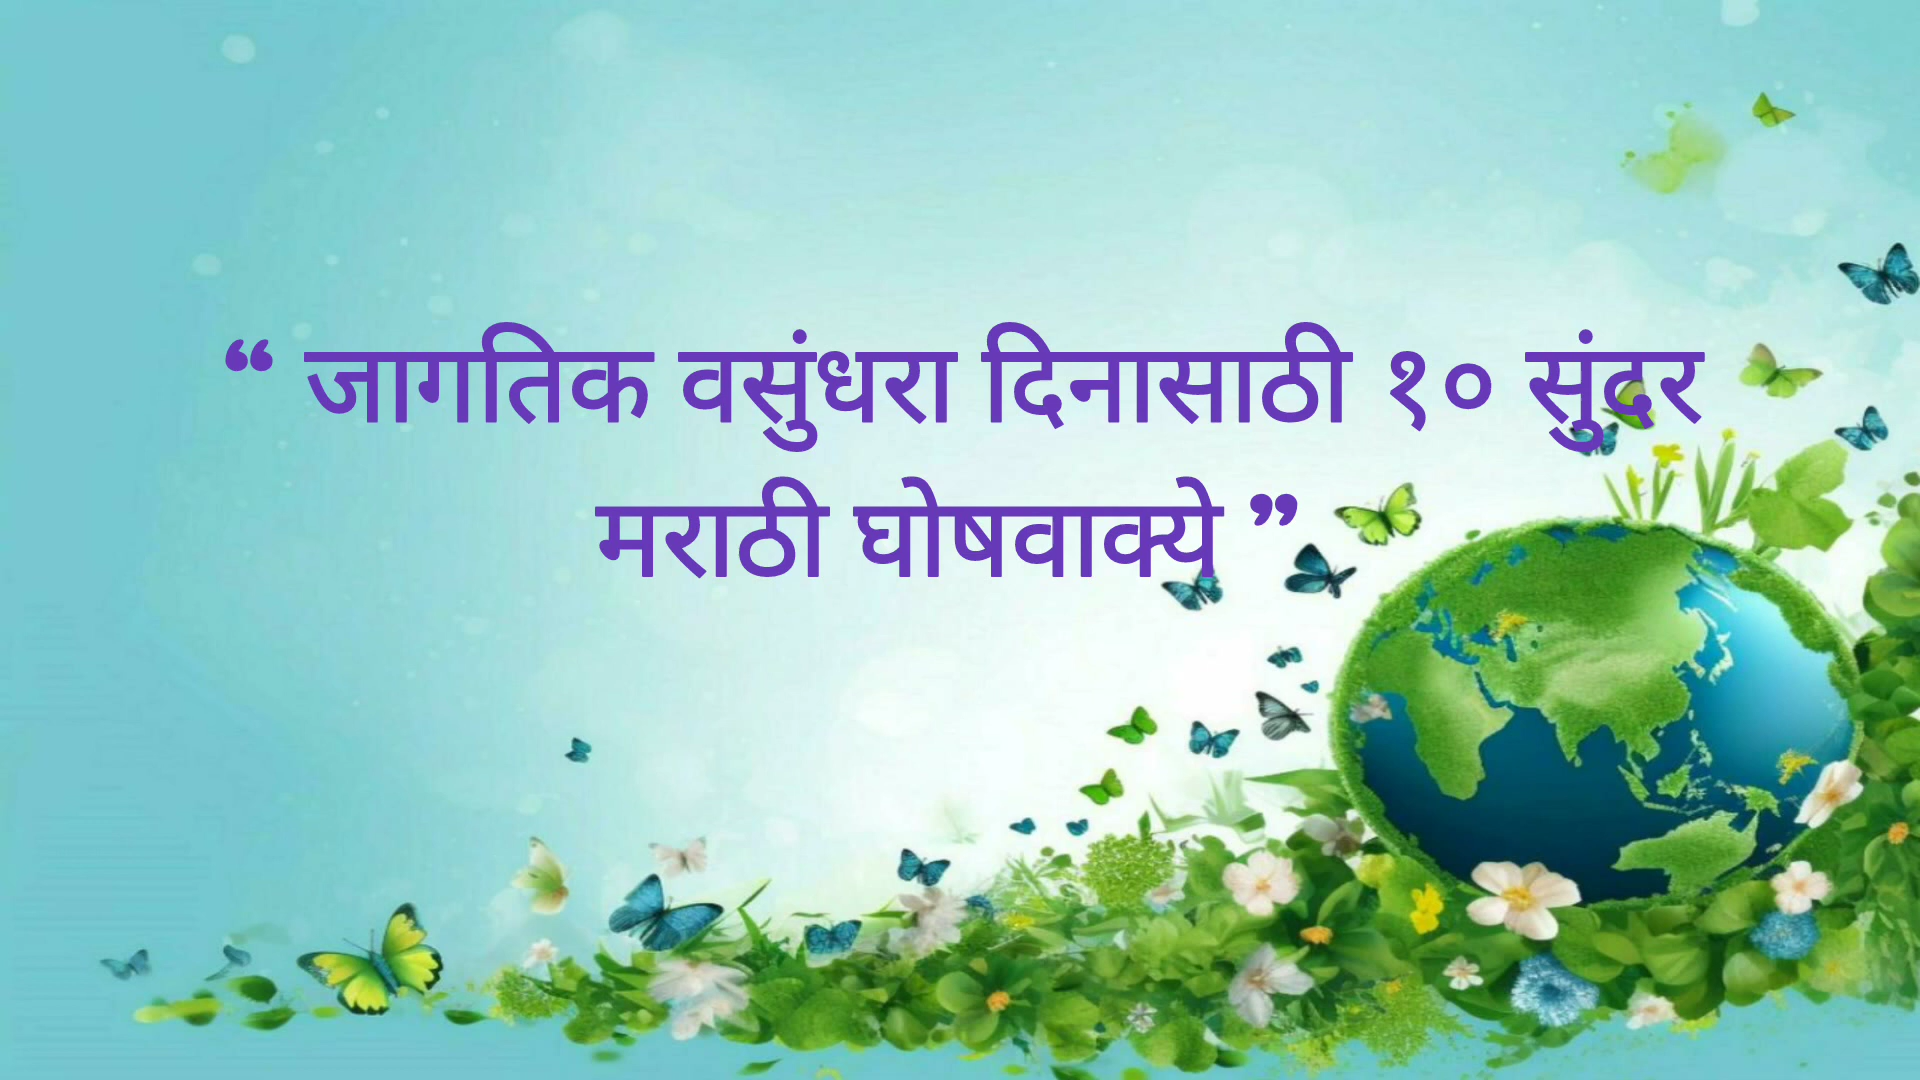 “ जागतिक वसुंधरा दिनासाठी १० सुंदर
मराठी घोषवाक्ये ”